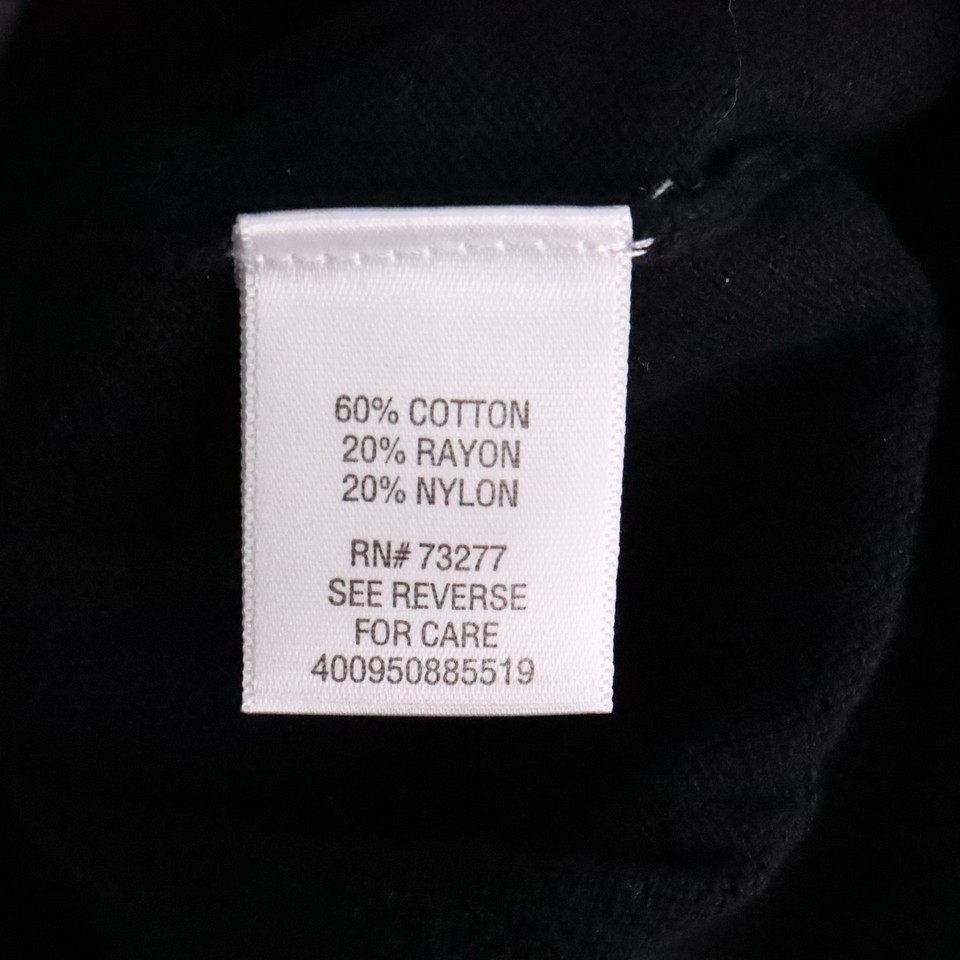 60% COTTON
20% RAYON
20% NYLON
RN# 73277
SEE REVERSE
FOR CARE
400950885519